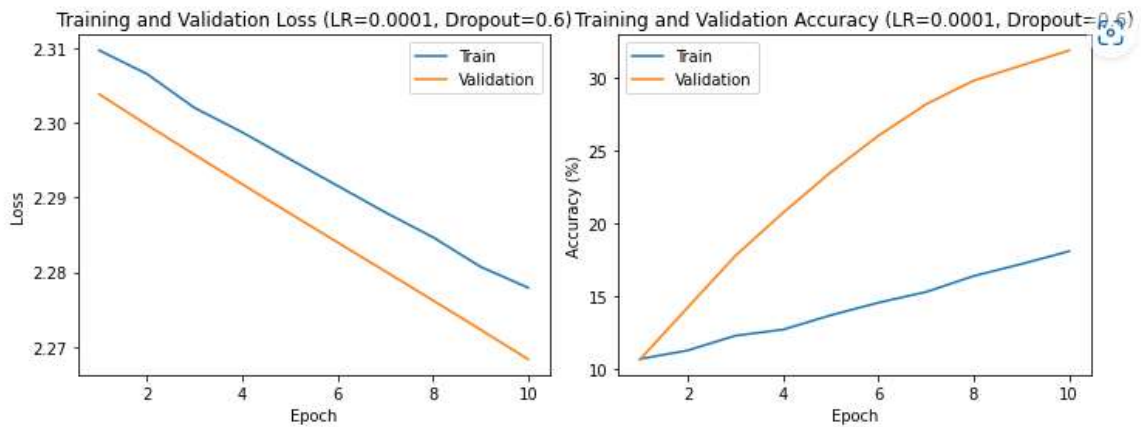 Training and Validation Loss (LR=0.0001, Dropout=0.6)
2.31
2.30
2.29
2.28
2.27
Loss
Train
Validation
2
4
6
8
10
Epoch
Training and Validation Accuracy (LR=0.0001, Dropout=0.6)
30
25
20
15
10
Accuracy (%)
Train
Validation
2
4
6
8
10
Epoch